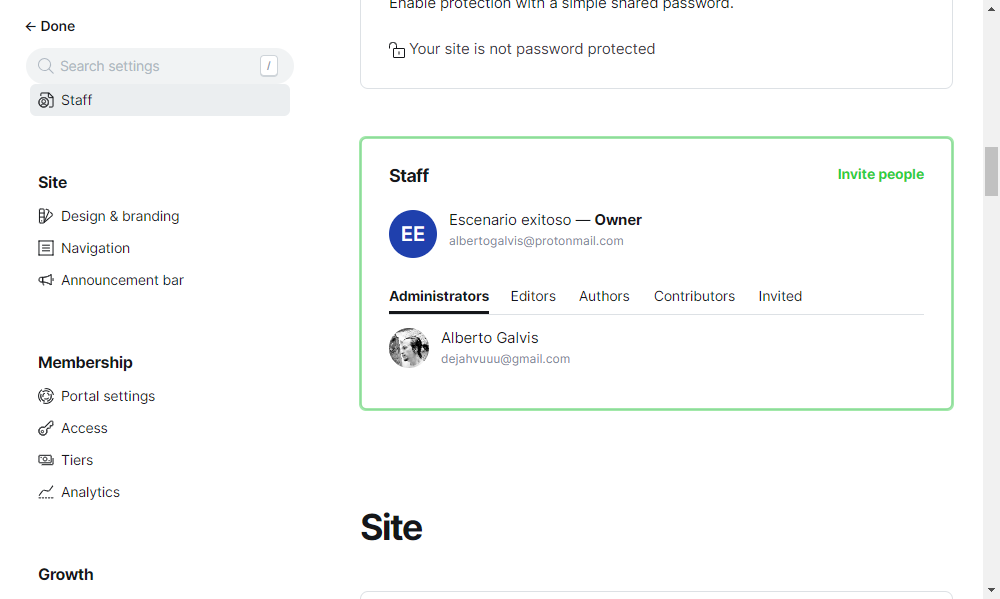 Done
Search settings /
Staff
Site
Design & branding
Navigation
Announcement bar
Membership
Portal settings
Access
Tiers
Analytics
Growth
Enable protection with a simple shared password.
Your site is not password protected
Staff
Invite people
EE
Escenario exitoso — Owner
albertogalvis@protonmail.com
Administrators Editors Authors Contributors Invited
Alberto Galvis
dejahvuuu@gmail.com
Site